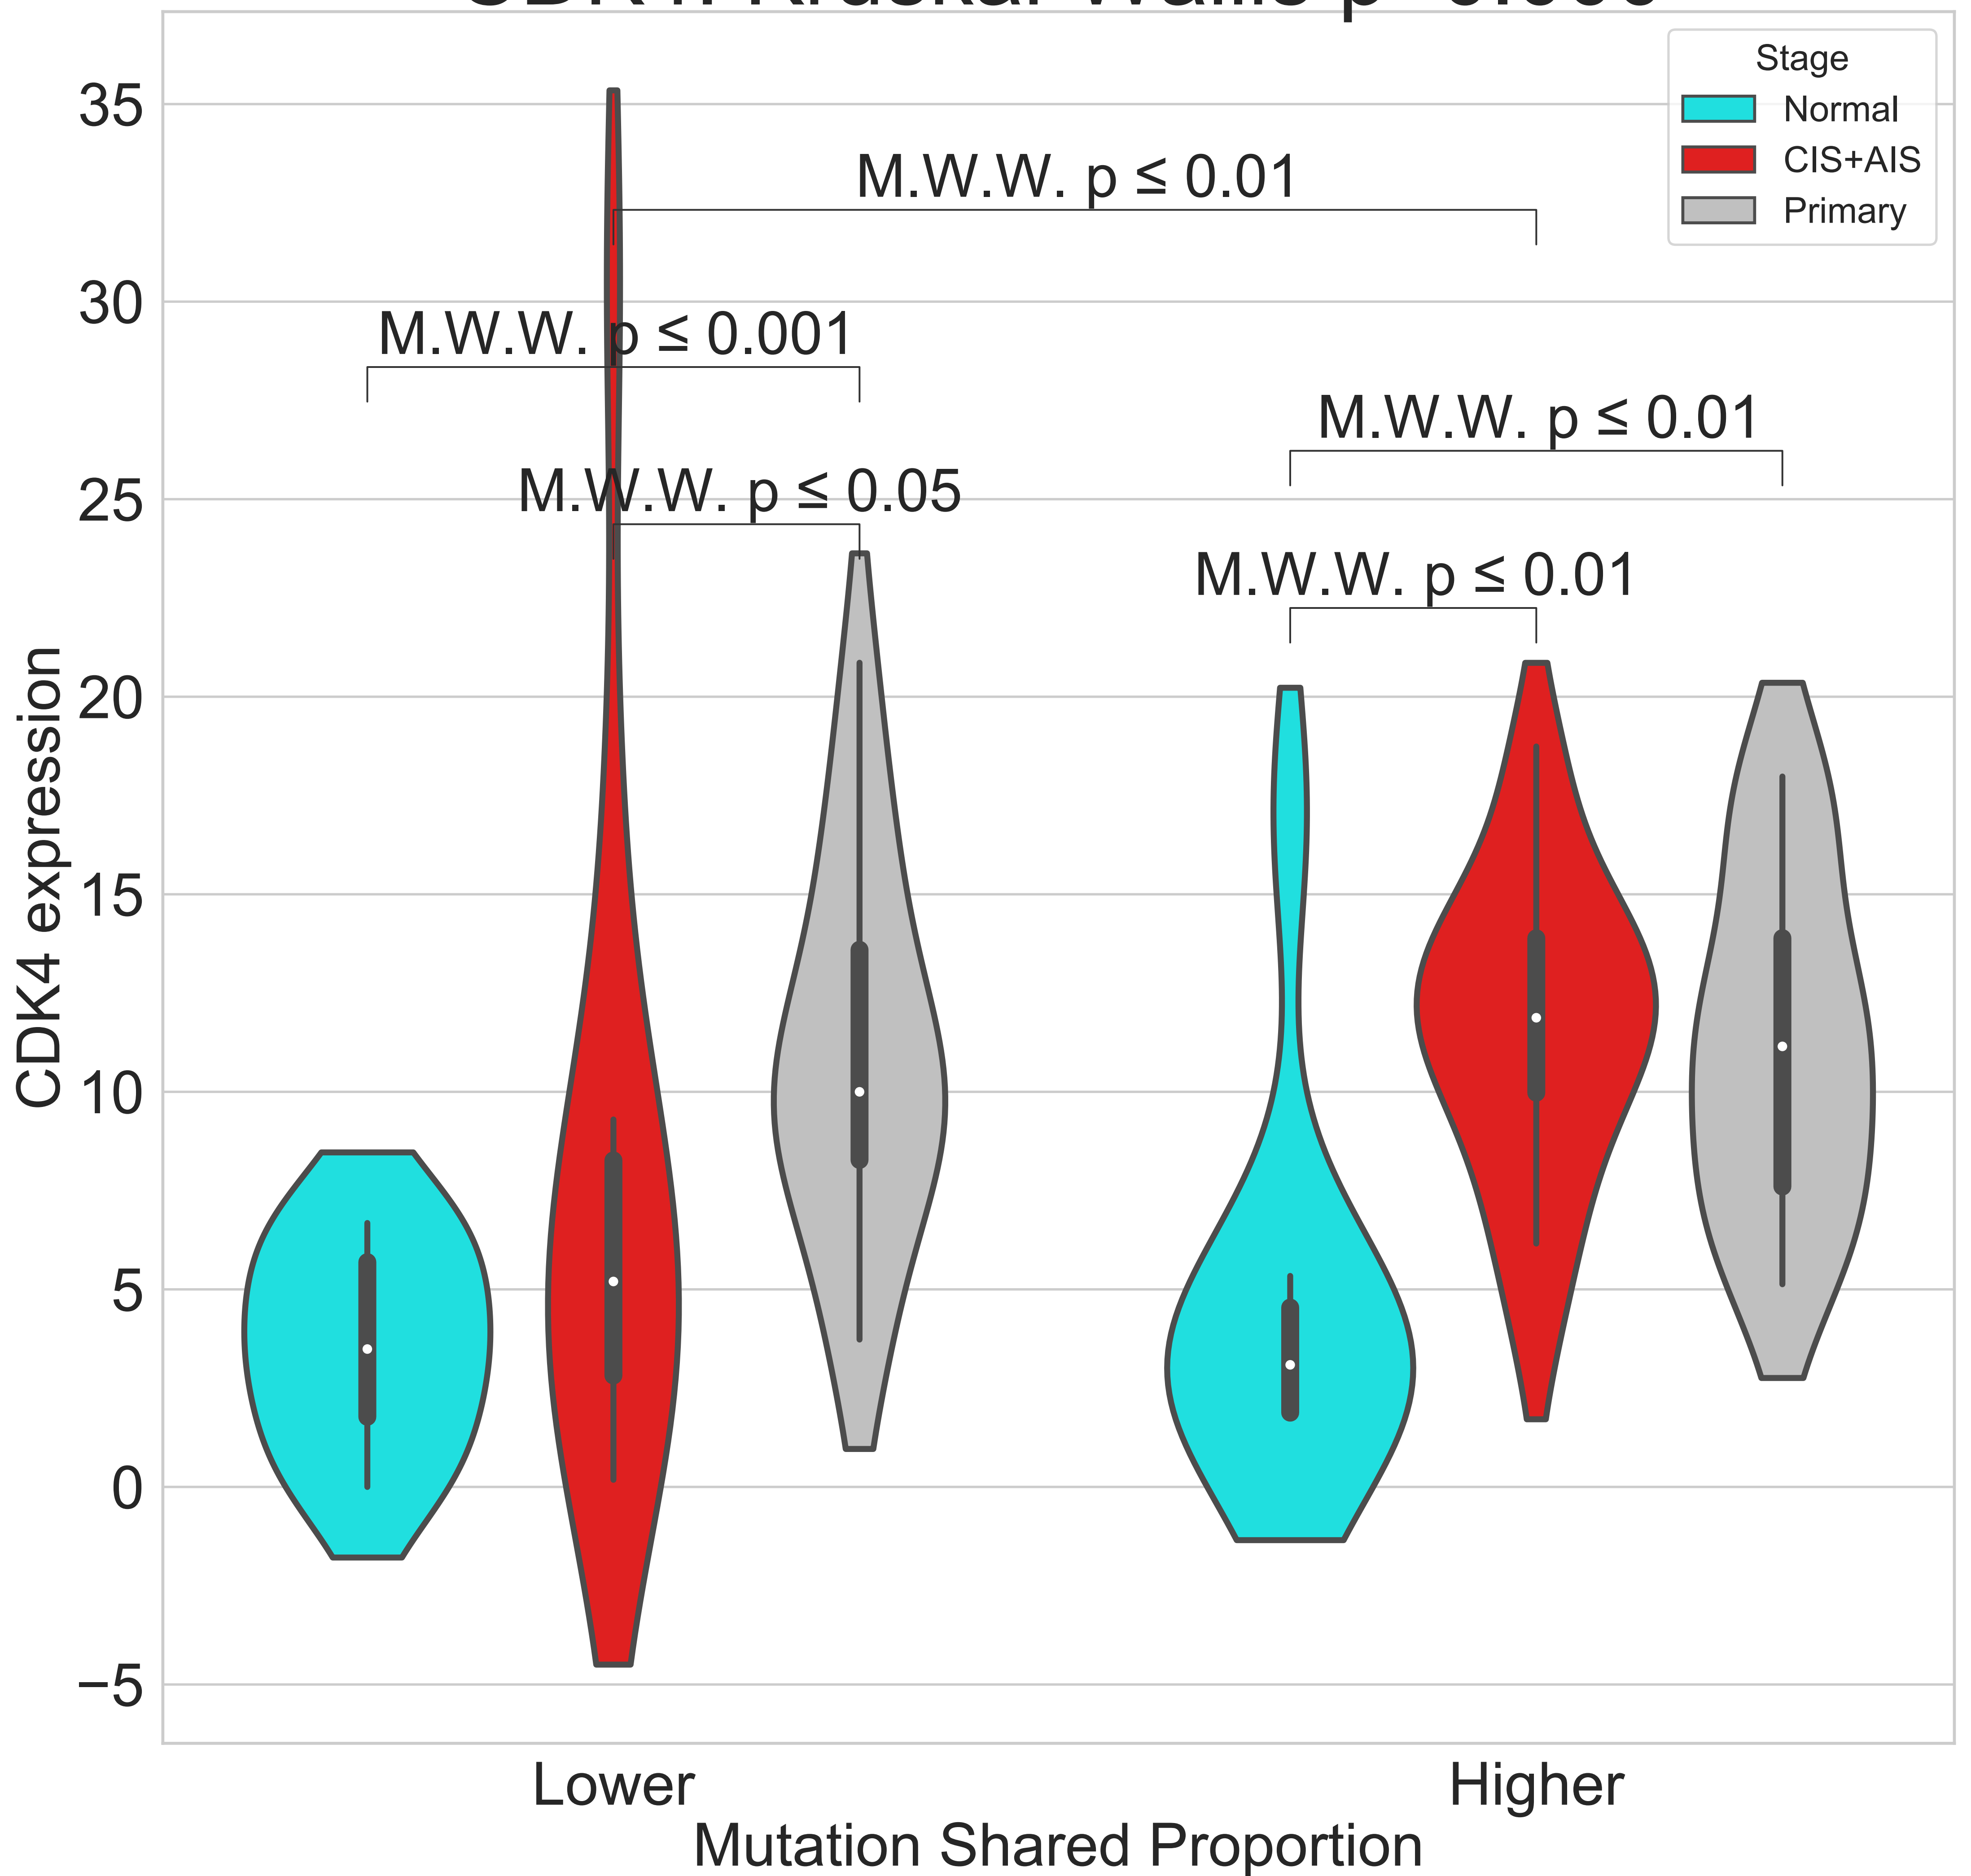 Stage
Normal
CIS+AIS
Primary
35
30
25
20
15
10
5
0
−5
CDK4 expression
M.W.W. p ≤ 0.01
M.W.W. p ≤ 0.001
M.W.W. p ≤ 0.01
M.W.W. p ≤ 0.05
M.W.W. p ≤ 0.01
Lower
Higher
Mutation Shared Proportion